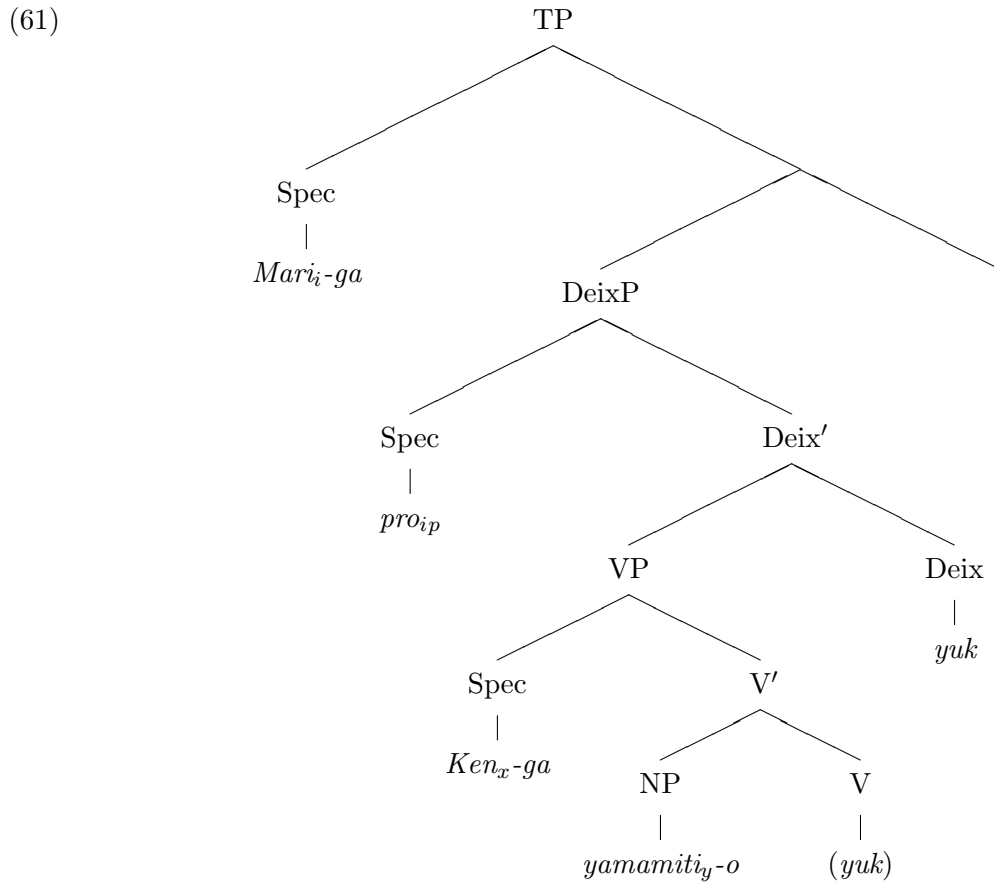 (61) TP
Spec
Mari_i-ga
DeixP
Spec Deix′
pro_ip
VP Deix
yuk
Spec V′
Ken_x-ga
NP V
yamamiti_y-o (yuk)